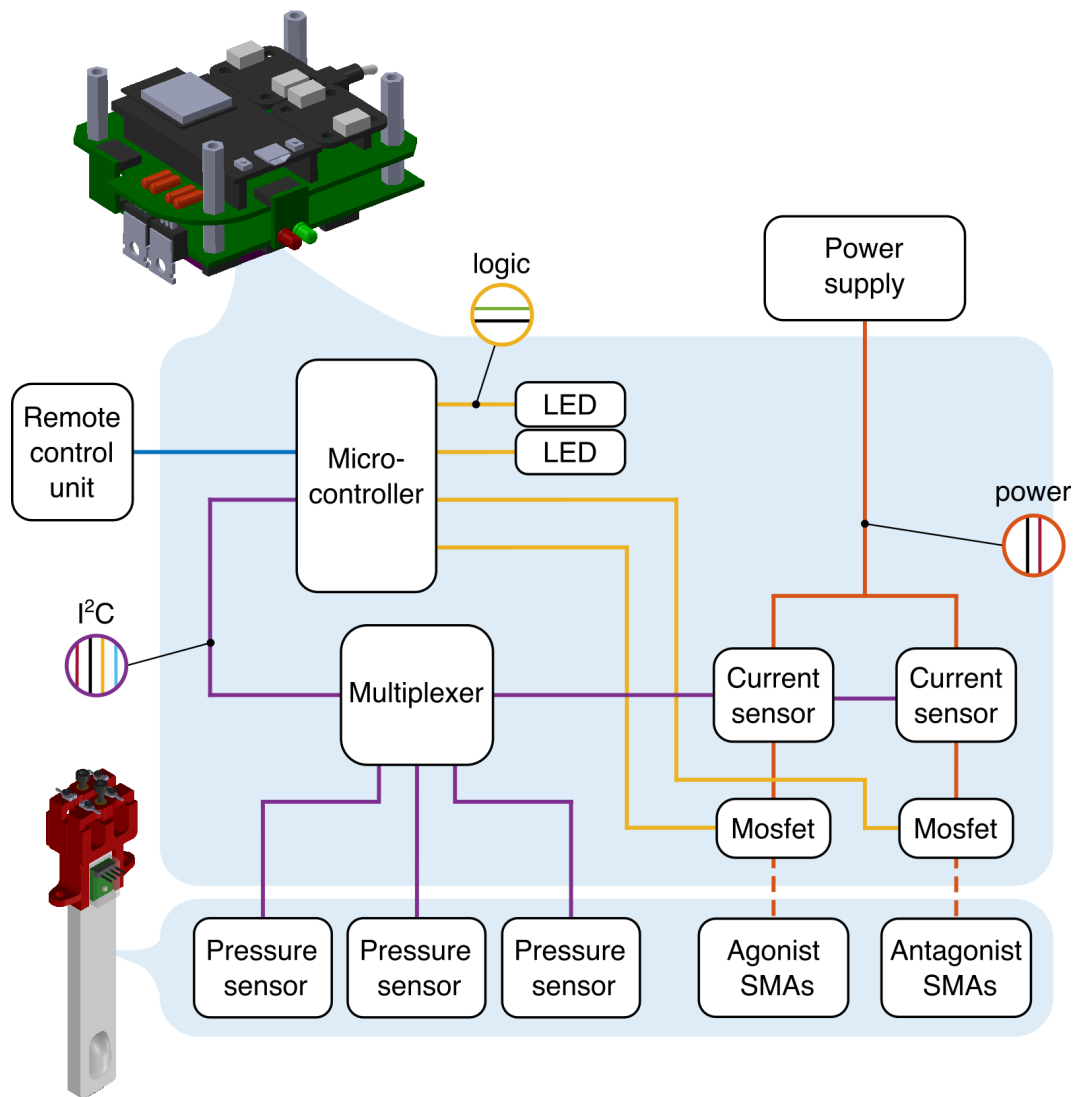 logic
Power
supply
Remote
control
unit
Micro-
controller
LED
LED
power
I²C
Multiplexer
Current
sensor
Current
sensor
Mosfet
Mosfet
Pressure
sensor
Pressure
sensor
Pressure
sensor
Agonist
SMAs
Antagonist
SMAs